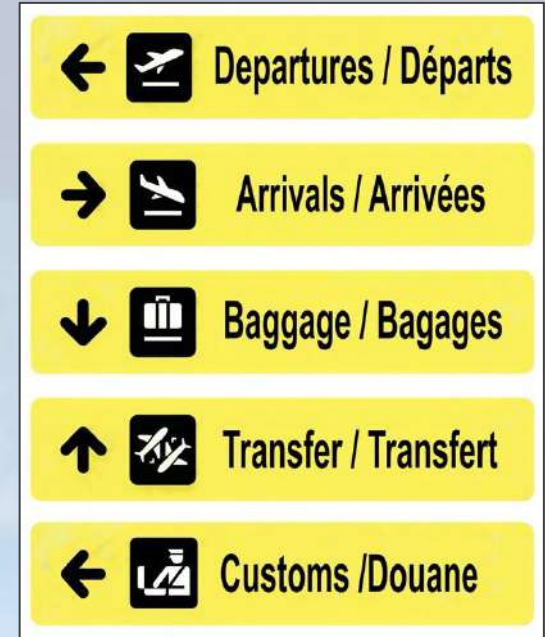 Departures / Départs
Arrivals / Arrivées
Baggage / Bagages
Transfer / Transfert
Customs /Douane